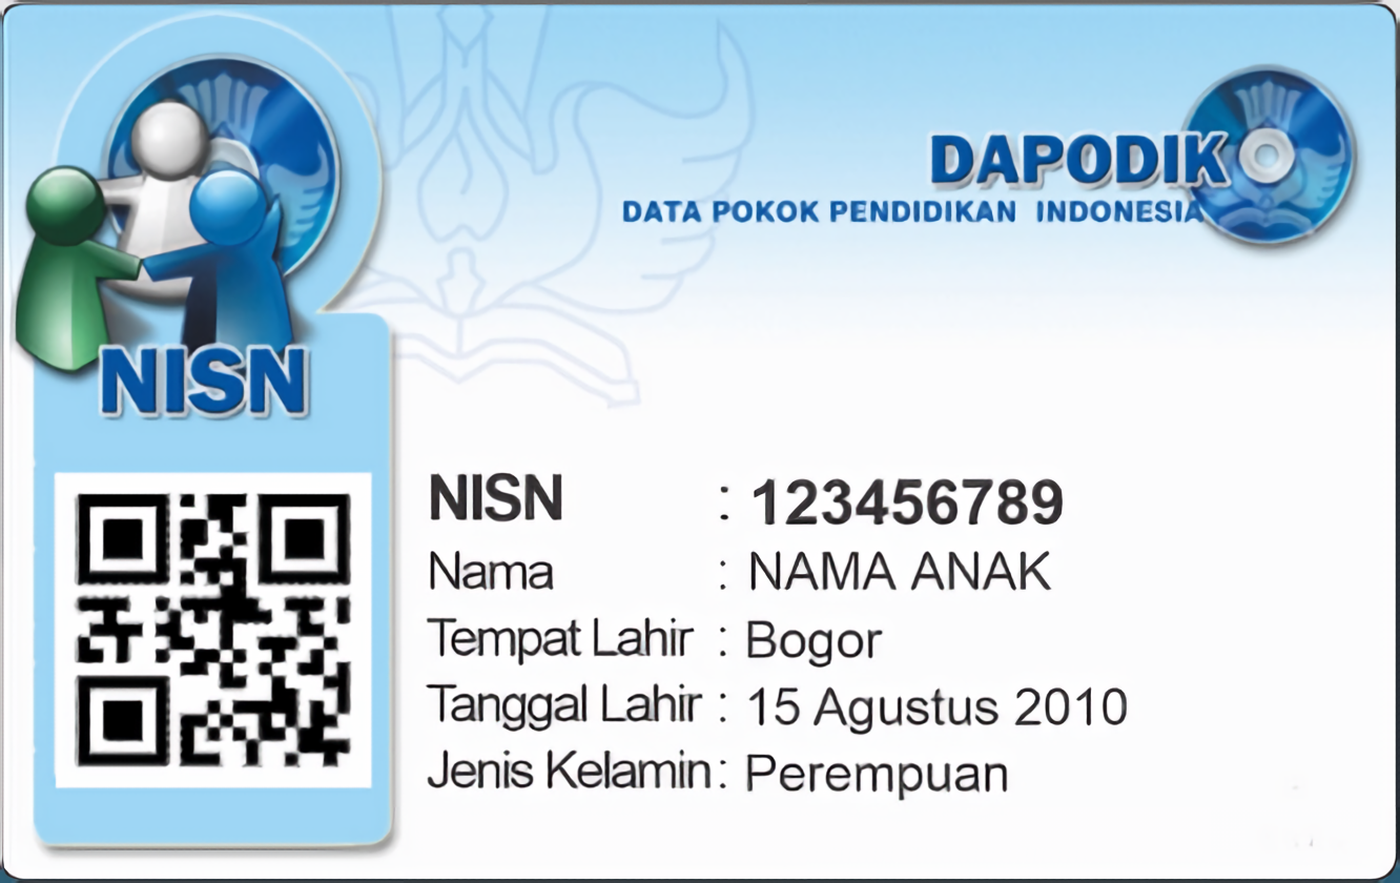 DAPODIK
DATA POKOK PENDIDIKAN INDONESIA
NISN
NISN : 123456789
Nama : NAMA ANAK
Tempat Lahir : Bogor
Tanggal Lahir : 15 Agustus 2010
Jenis Kelamin : Perempuan